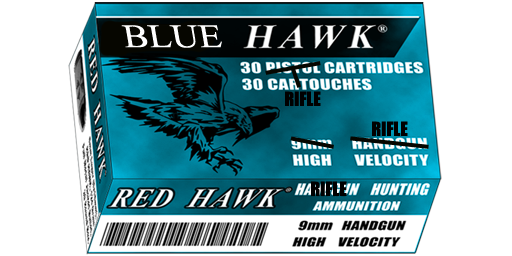 BLUE HAWK®
30 PISTOL CARTRIDGES
30 CARTOUCHES
RIFLE
RIFLE
9mm HANDGUN
HIGH VELOCITY
RED HAWK
RED HAWK®
RIFLE HUNTING
AMMUNITION
9mm HANDGUN
HIGH VELOCITY